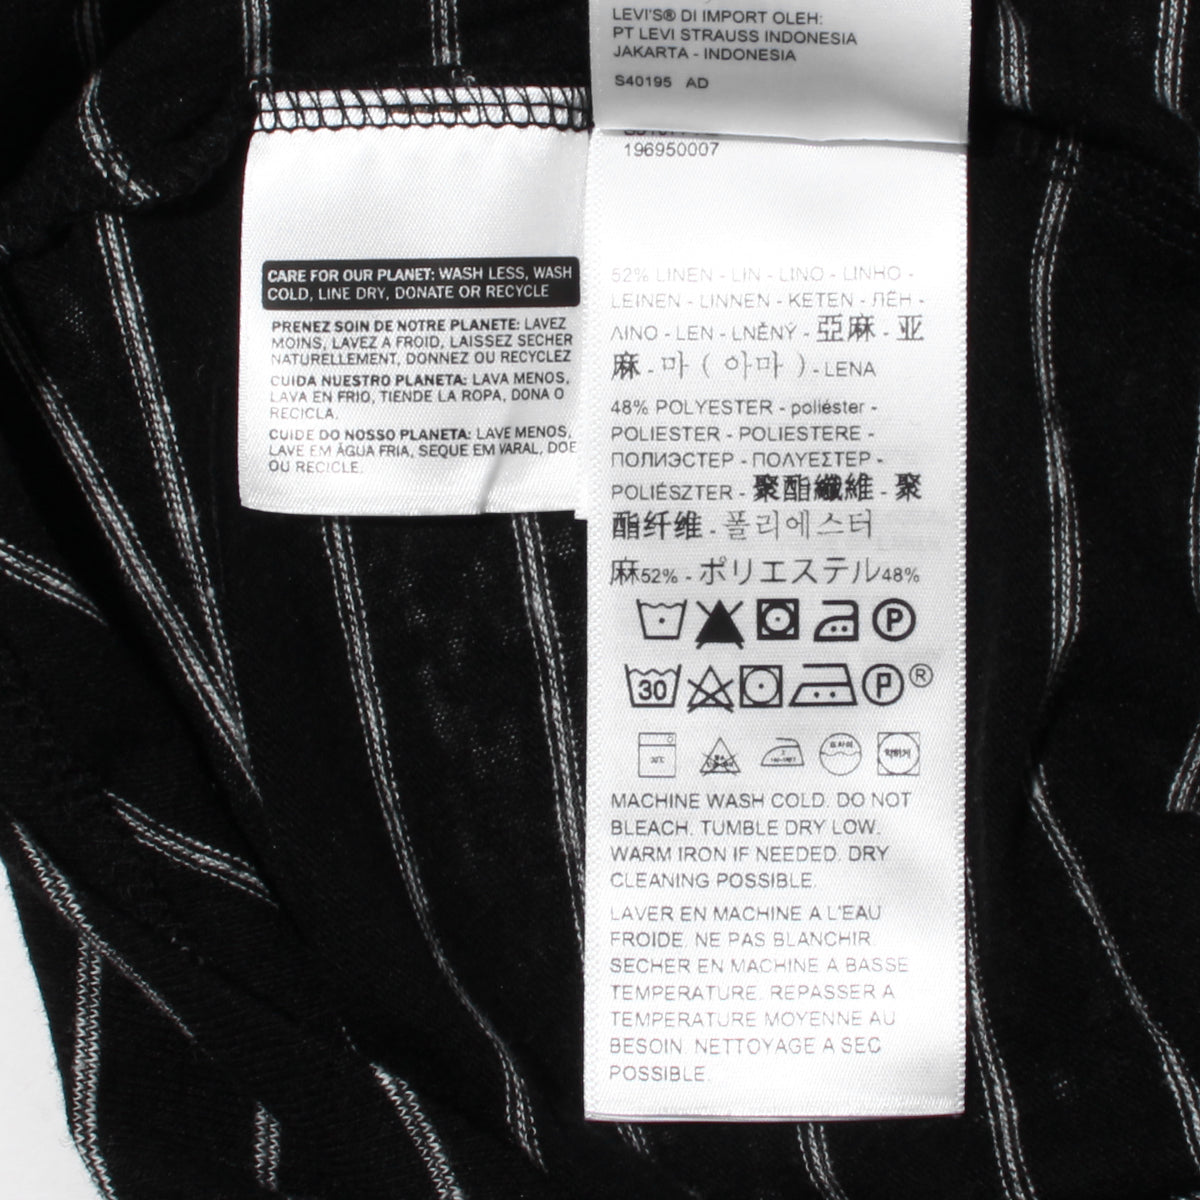 LEVI'S® DI IMPORT OLEH:
PT LEVI STRAUSS INDONESIA
JAKARTA - INDONESIA
S40195 AD
196950007
CARE FOR OUR PLANET: WASH LESS, WASH
COLD, LINE DRY, DONATE OR RECYCLE
PRENEZ SOIN DE NOTRE PLANETE: LAVEZ
MOINS, LAVEZ A FROID, LAISSEZ SECHER
NATURELLEMENT, DONNEZ OU RECYCLEZ
CUIDA NUESTRO PLANETA: LAVA MENOS,
LAVA EN FRIO, TIENDE LA ROPA, DONA O
RECICLA.
CUIDE DO NOSSO PLANETA: LAVE MENOS,
LAVE EM ÁGUA FRIA, SEQUE EM VARAL, DOE
OU RECICLE.
52% LINEN - LIN - LINO - LINHO -
LEINEN - LINNEN - KETEN - ЛЁН -
ΛΙΝΟ - LEN - LNĚNÝ - 亞麻 - 亚
麻 - 마 ( 아마 ) - LENA
48% POLYESTER - poliéster -
POLIESTER - POLIESTERE -
ПОЛИЭСТЕР - ΠΟΛΥΕΣΤΕΡ -
POLIÉSZTER - 聚酯纖維 - 聚
酯纤维 - 폴리에스터
麻52% - ポリエステル48%
P
30 P ®
MACHINE WASH COLD. DO NOT
BLEACH. TUMBLE DRY LOW.
WARM IRON IF NEEDED. DRY
CLEANING POSSIBLE.
LAVER EN MACHINE A L'EAU
FROIDE. NE PAS BLANCHIR.
SECHER EN MACHINE A BASSE
TEMPERATURE. REPASSER A
TEMPERATURE MOYENNE AU
BESOIN. NETTOYAGE A SEC
POSSIBLE.